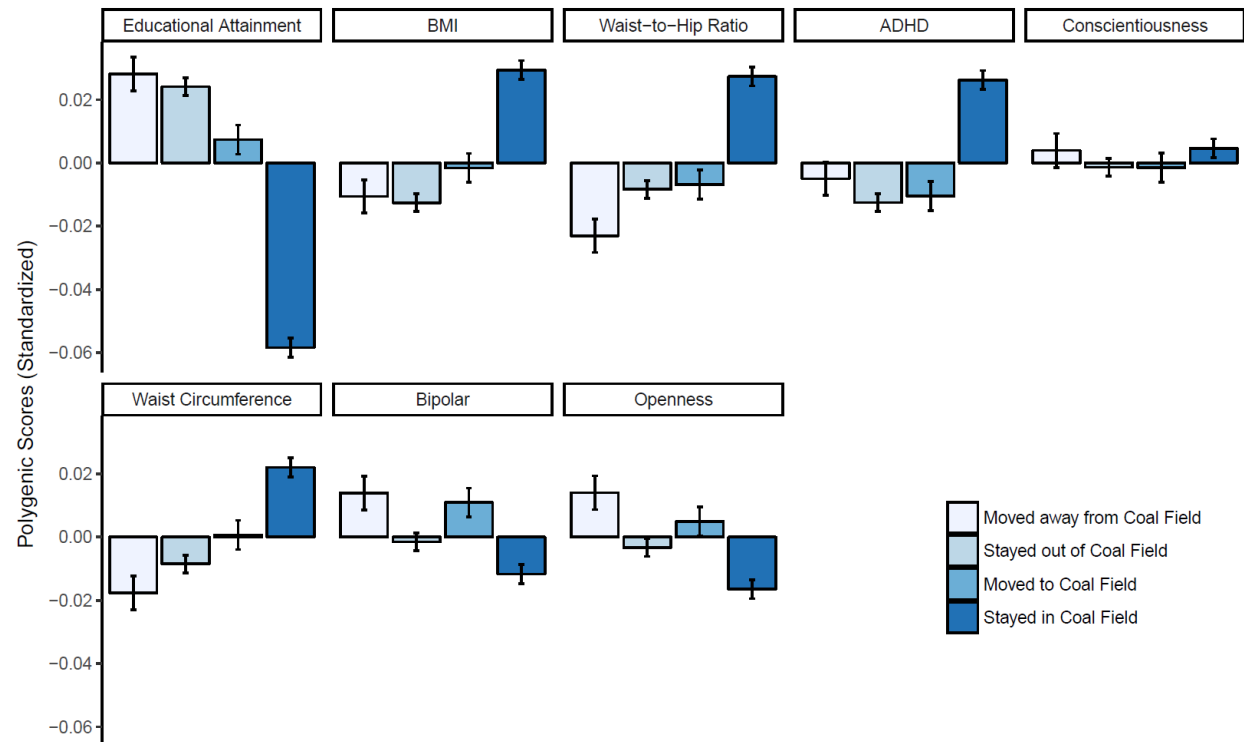 Educational Attainment
BMI
Waist−to−Hip Ratio
ADHD
Conscientiousness
0.02
0.00
−0.02
−0.04
−0.06
Waist Circumference
Bipolar
Openness
0.02
0.00
−0.02
−0.04
−0.06
Polygenic Scores (Standardized)
Moved away from Coal Field
Stayed out of Coal Field
Moved to Coal Field
Stayed in Coal Field